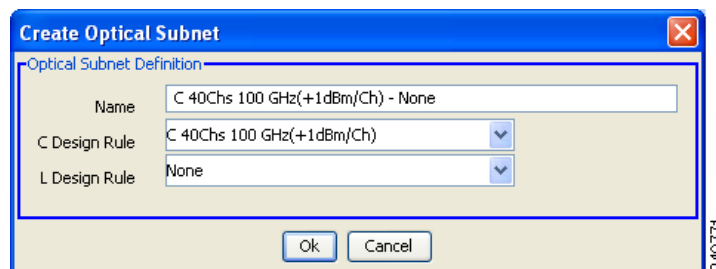 Create Optical Subnet
Optical Subnet Definition
Name C 40Chs 100 GHz(+1dBm/Ch) - None
C Design Rule C 40Chs 100 GHz(+1dBm/Ch)
L Design Rule None
Ok Cancel